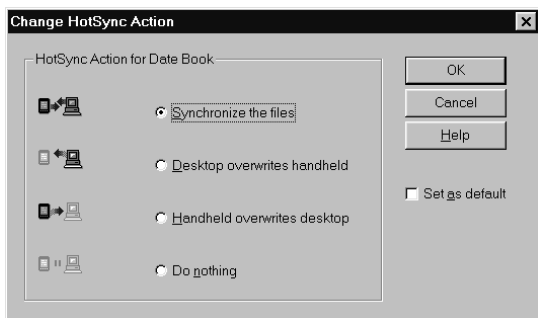 Change HotSync Action
HotSync Action for Date Book
Synchronize the files
Desktop overwrites handheld
Handheld overwrites desktop
Do nothing
OK
Cancel
Help
Set as default